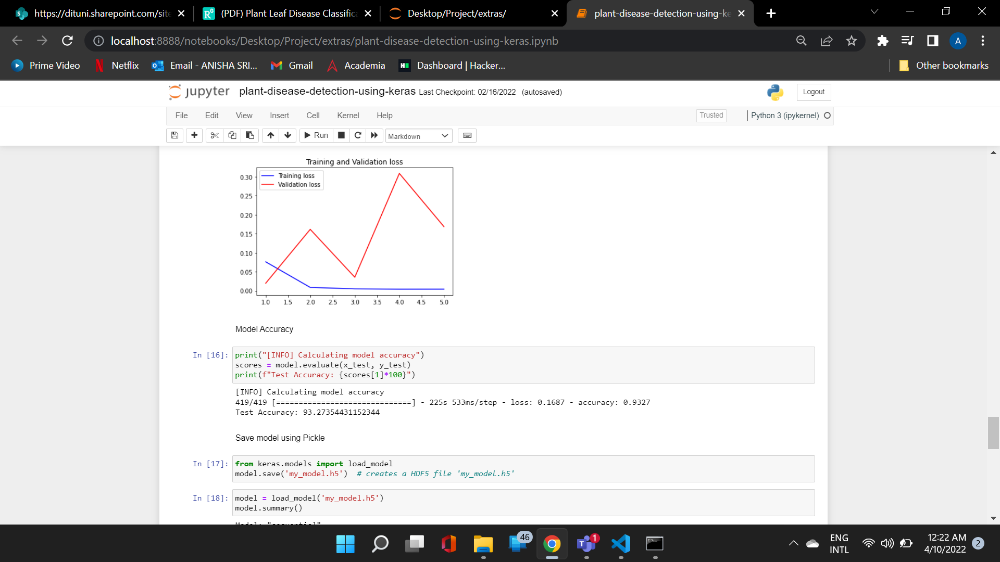 https://dituni.sharepoint.com/site
(PDF) Plant Leaf Disease Classific
Desktop/Project/extras/
plant-disease-detection-using-ke
localhost:8888/notebooks/Desktop/Project/extras/plant-disease-detection-using-keras.ipynb
A
Prime Video
Netflix
Email - ANISHA SRI...
Gmail
Academia
Dashboard | Hacker...
Other bookmarks
jupyter
plant-disease-detection-using-keras Last Checkpoint: 02/16/2022 (autosaved)
Logout
File Edit View Insert Cell Kernel Help
Trusted
Python 3 (ipykernel)
Run
Markdown
Training and Validation loss
Training loss
Validation loss
0.30
0.25
0.20
0.15
0.10
0.05
0.00
1.0 1.5 2.0 2.5 3.0 3.5 4.0 4.5 5.0
Model Accuracy
In [16]:
print("[INFO] Calculating model accuracy")
scores = model.evaluate(x_test, y_test)
print(f"Test Accuracy: {scores[1]*100}")
[INFO] Calculating model accuracy
419/419 [==============================] - 225s 533ms/step - loss: 0.1687 - accuracy: 0.9327
Test Accuracy: 93.27354431152344
Save model using Pickle
In [17]:
from keras.models import load_model
model.save('my_model.h5')  # creates a HDF5 file 'my_model.h5'
In [18]:
model = load_model('my_model.h5')
model.summary()
Model: "sequential"
46
1
ENG
INTL
12:22 AM
4/10/2022
2